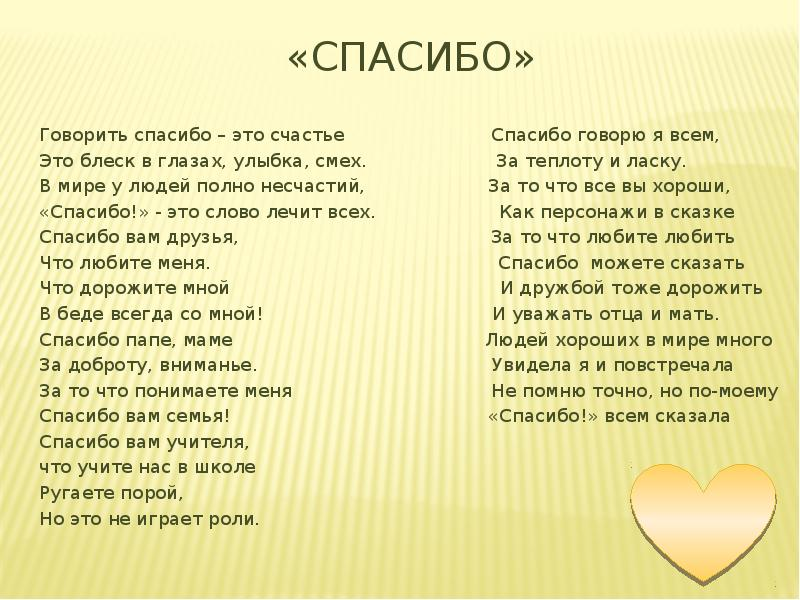 «СПАСИБО»
Говорить спасибо – это счастье
Это блеск в глазах, улыбка, смех.
В мире у людей полно несчастий,
«Спасибо!» - это слово лечит всех.
Спасибо вам друзья,
Что любите меня.
Что дорожите мной
В беде всегда со мной!
Спасибо папе, маме
За доброту, вниманье.
За то что понимаете меня
Спасибо вам семья!
Спасибо вам учителя,
что учите нас в школе
Ругаете порой,
Но это не играет роли.
Спасибо говорю я всем,
За теплоту и ласку.
За то что все вы хороши,
Как персонажи в сказке
За то что любите любить
Спасибо можете сказать
И дружбой тоже дорожить
И уважать отца и мать.
Людей хороших в мире много
Увидела я и повстречала
Не помню точно, но по-моему
«Спасибо!» всем сказала